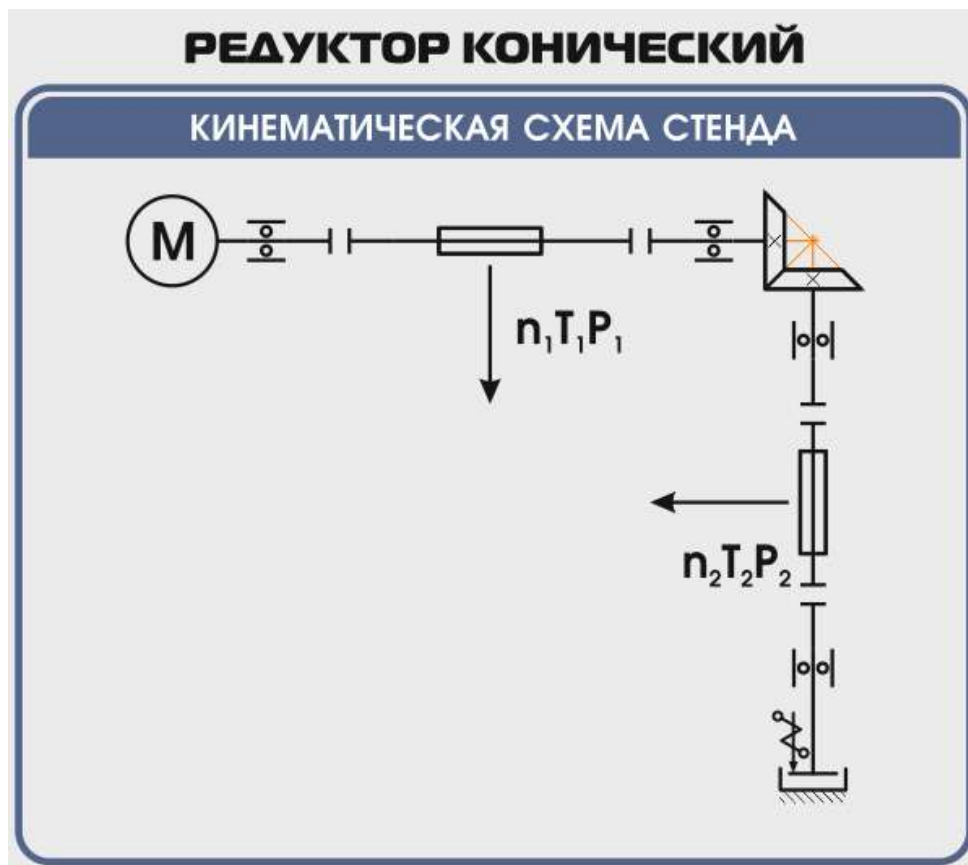 РЕДУКТОР КОНИЧЕСКИЙ
КИНЕМАТИЧЕСКАЯ СХЕМА СТЕНДА
М
n₁T₁P₁
n₂T₂P₂